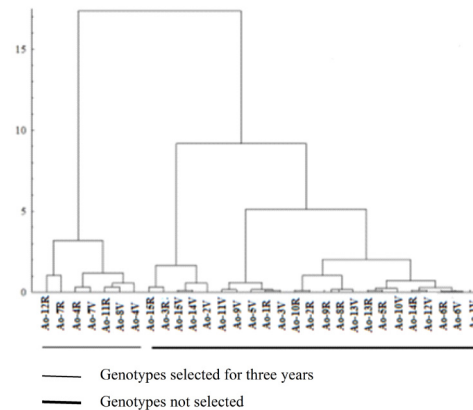 15
10
5
0
Ao-12R
Ao-7R
Ao-4R
Ao-7V
Ao-11R
Ao-8V
Ao-4V
Ao-15R
Ao-3R
Ao-15V
Ao-14V
Ao-2V
Ao-11V
Ao-9V
Ao-5V
Ao-1R
Ao-3V
Ao-10R
Ao-2R
Ao-9R
Ao-8R
Ao-13V
Ao-13R
Ao-5R
Ao-10V
Ao-14R
Ao-12V
Ao-6R
Ao-6V
Genotypes selected for three years
Genotypes not selected